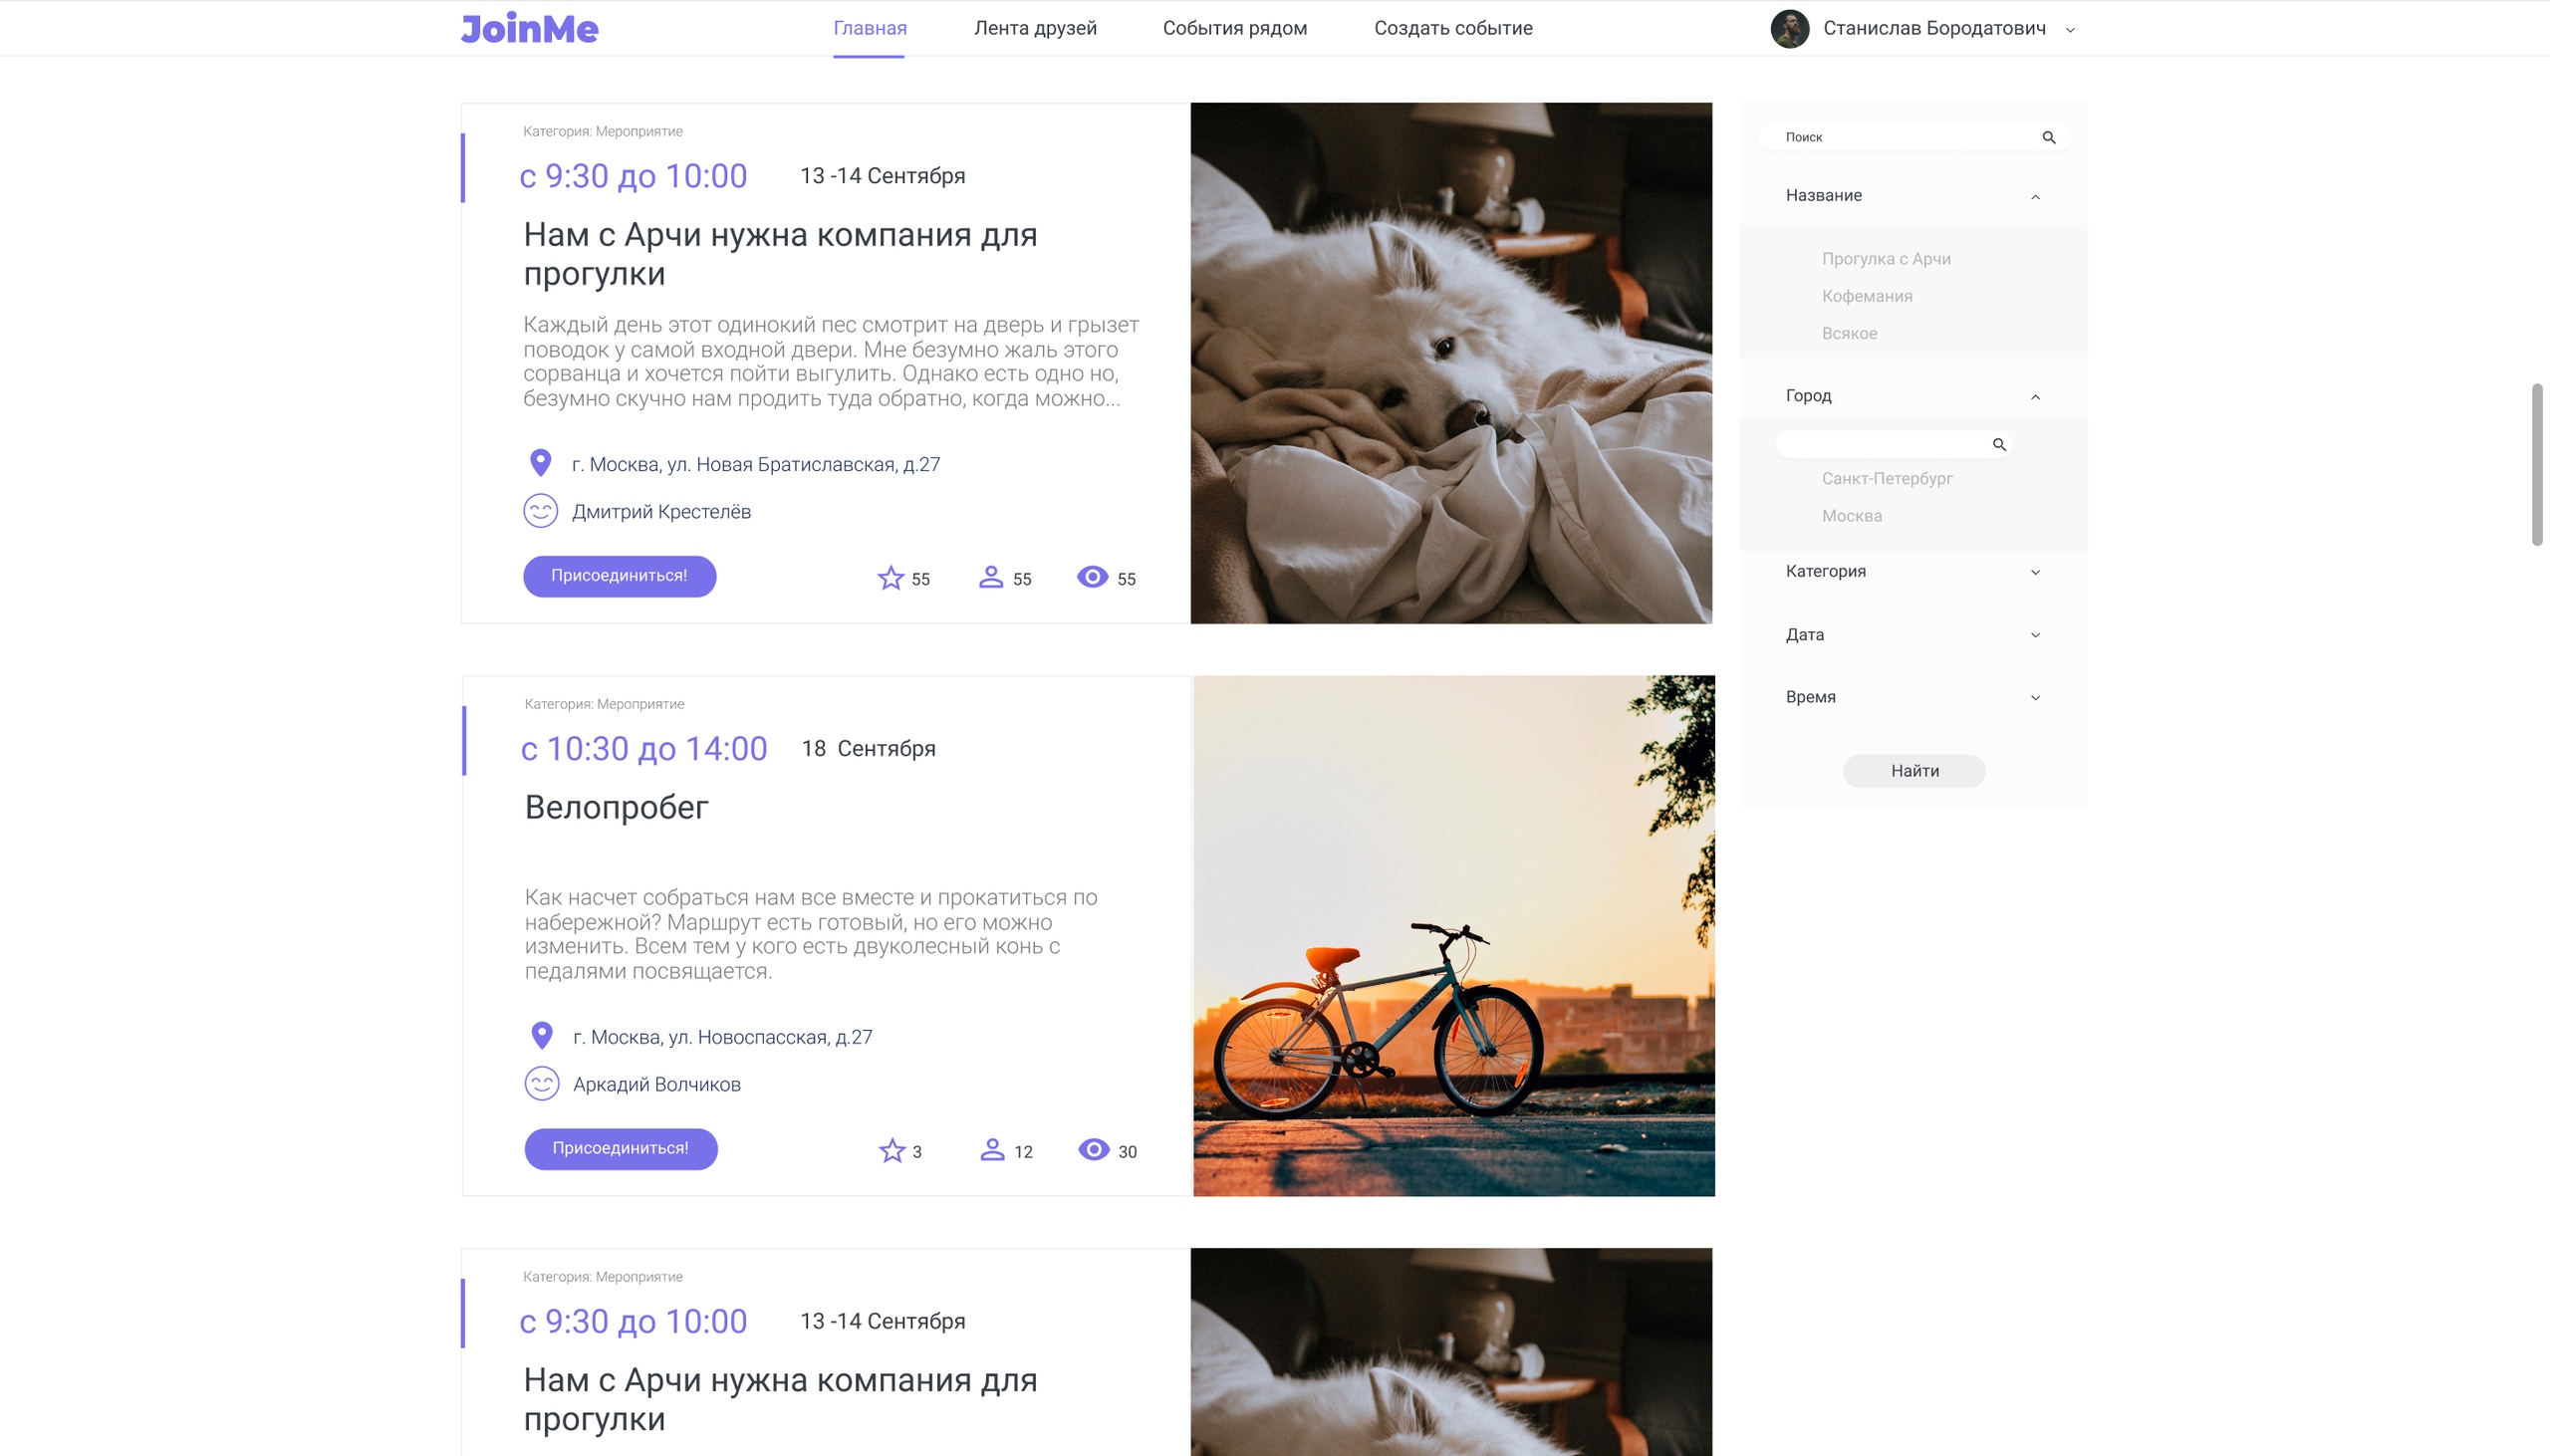 JoinMe
Главная
Лента друзей
События рядом
Создать событие
Станислав Бородатович
Категория: Мероприятие
с 9:30 до 10:00
13 -14 Сентября
Нам с Арчи нужна компания для
прогулки
Каждый день этот одинокий пес смотрит на дверь и грызет
поводок у самой входной двери. Мне безумно жаль этого
сорванца и хочется пойти выгулить. Однако есть одно но,
безумно скучно нам продить туда обратно, когда можно...
г. Москва, ул. Новая Братиславская, д.27
Дмитрий Крестелёв
Присоединиться!
55
55
55
Категория: Мероприятие
с 10:30 до 14:00
18 Сентября
Велопробег
Как насчет собраться нам все вместе и прокатиться по
набережной? Маршрут есть готовый, но его можно
изменить. Всем тем у кого есть двуколесный конь с
педалями посвящается.
г. Москва, ул. Новоспасская, д.27
Аркадий Волчиков
Присоединиться!
3
12
30
Категория: Мероприятие
с 9:30 до 10:00
13 -14 Сентября
Нам с Арчи нужна компания для
прогулки
Поиск
Название
Прогулка с Арчи
Кофемания
Всякое
Город
Санкт-Петербург
Москва
Категория
Дата
Время
Найти